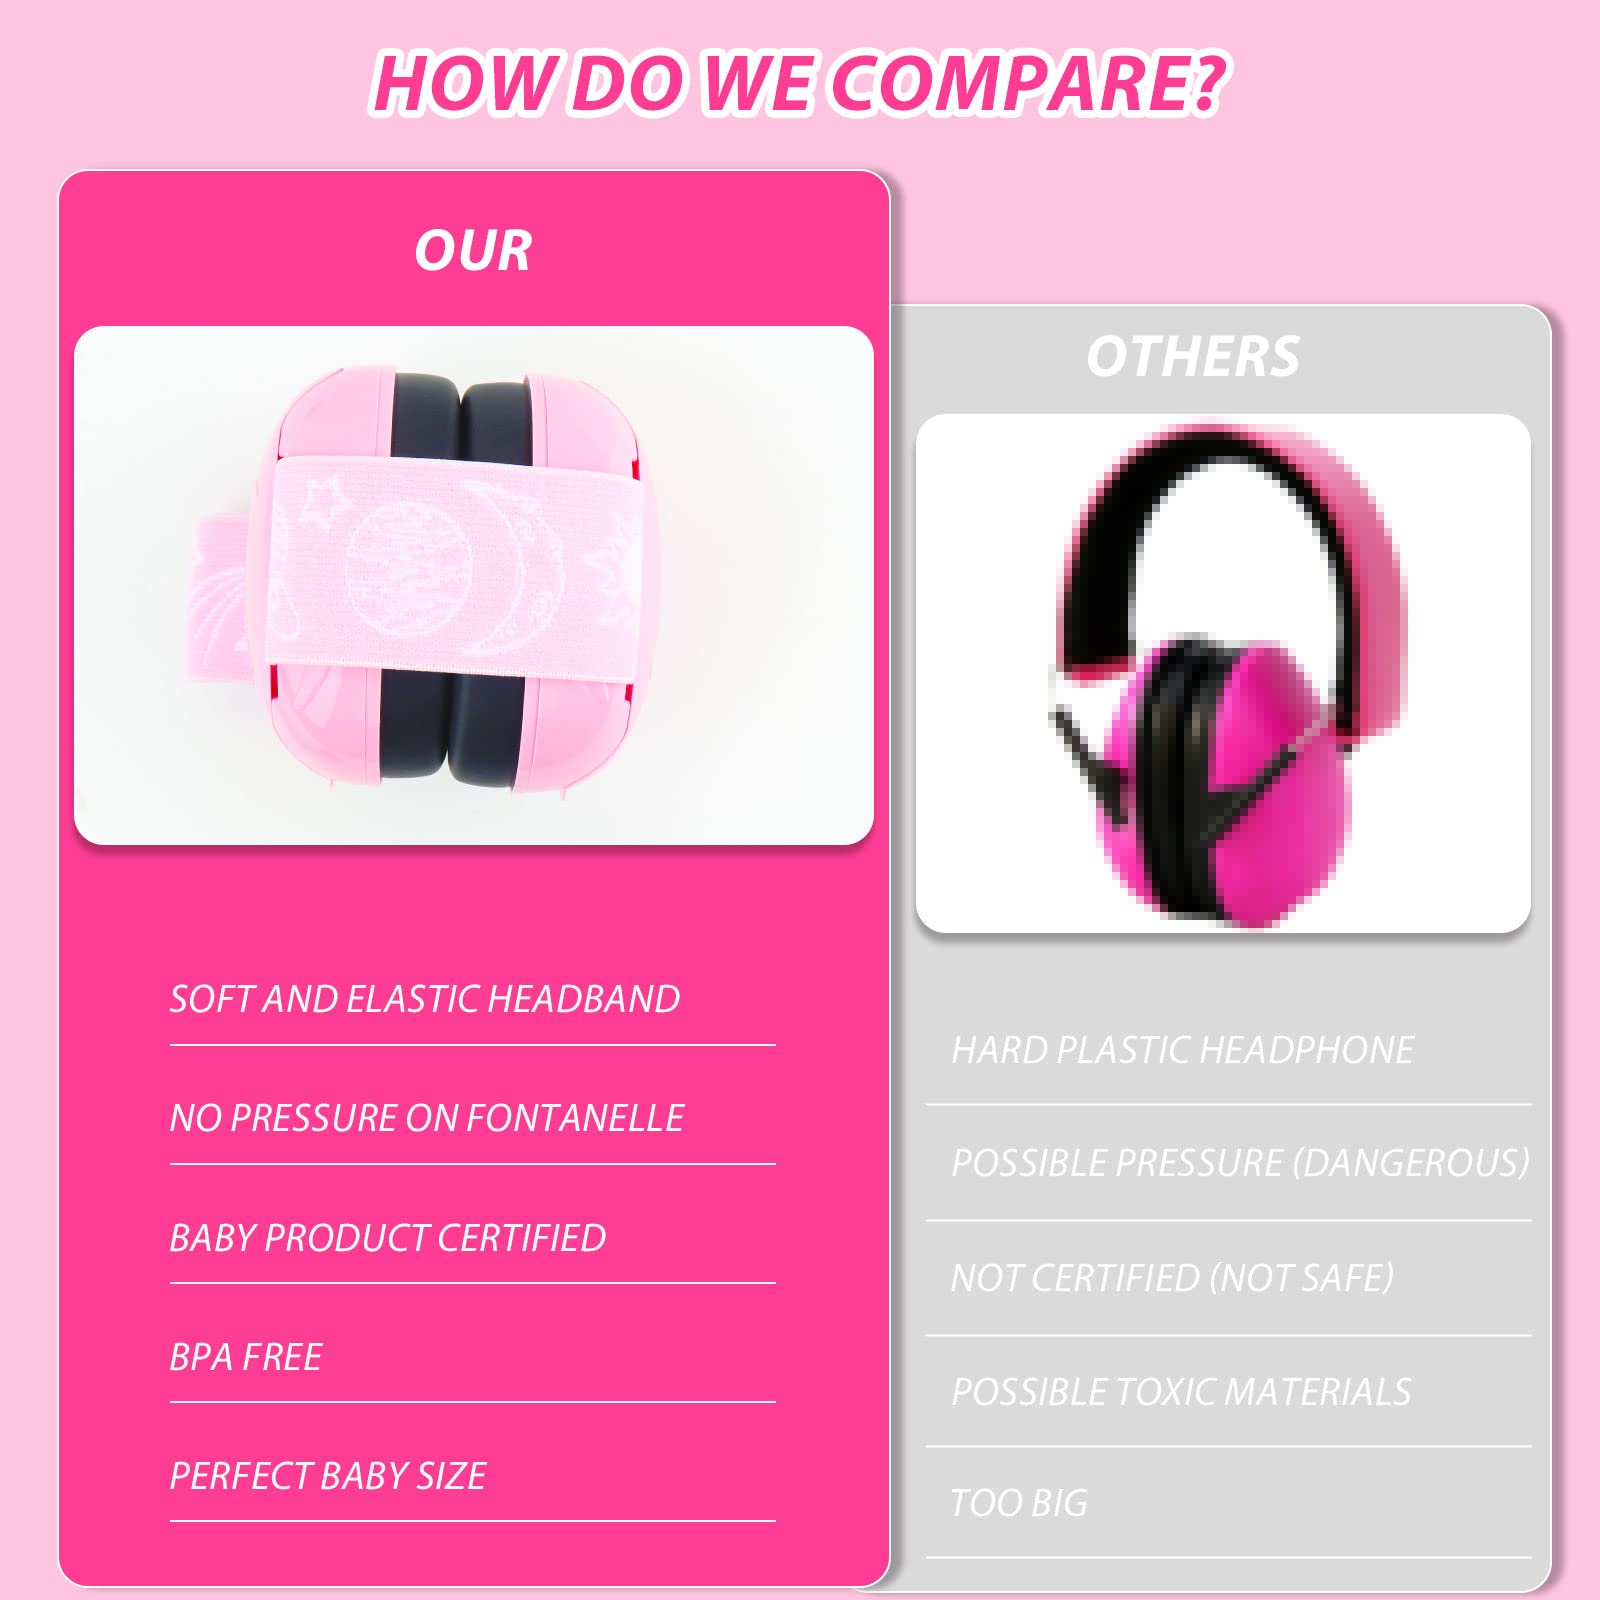 HOW DO WE COMPARE?
OUR
SOFT AND ELASTIC HEADBAND
NO PRESSURE ON FONTANELLE
BABY PRODUCT CERTIFIED
BPA FREE
PERFECT BABY SIZE
OTHERS
HARD PLASTIC HEADPHONE
POSSIBLE PRESSURE (DANGEROUS)
NOT CERTIFIED (NOT SAFE)
POSSIBLE TOXIC MATERIALS
TOO BIG